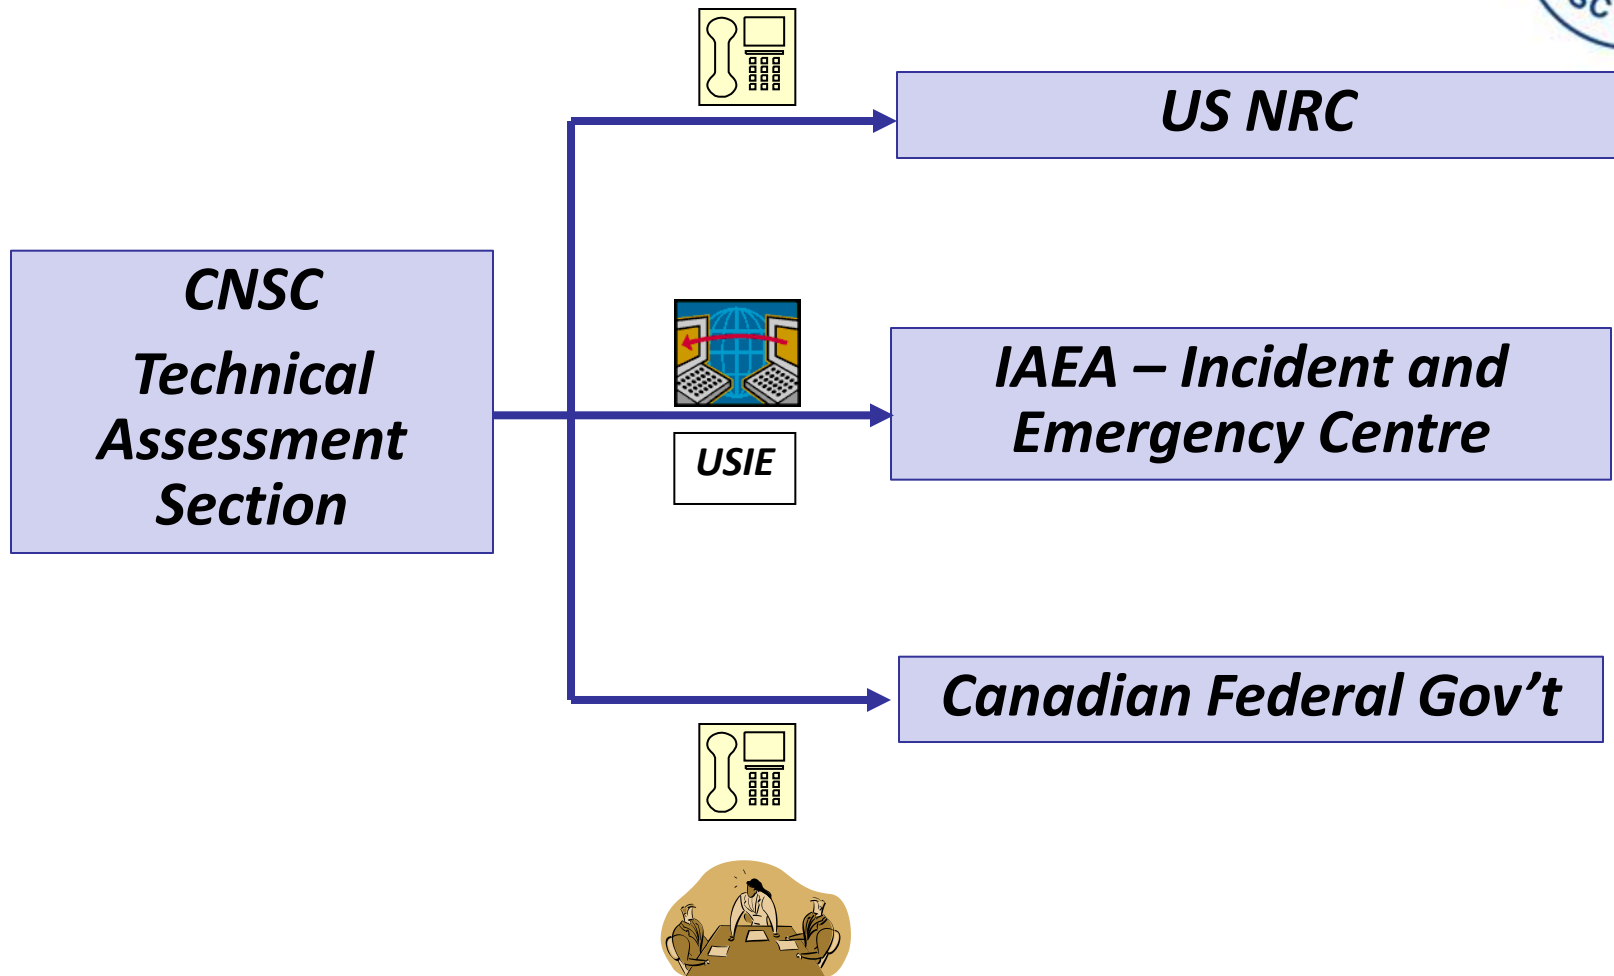 US NRC
CNSC
Technical
Assessment
Section
IAEA – Incident and
Emergency Centre
USIE
Canadian Federal Gov’t